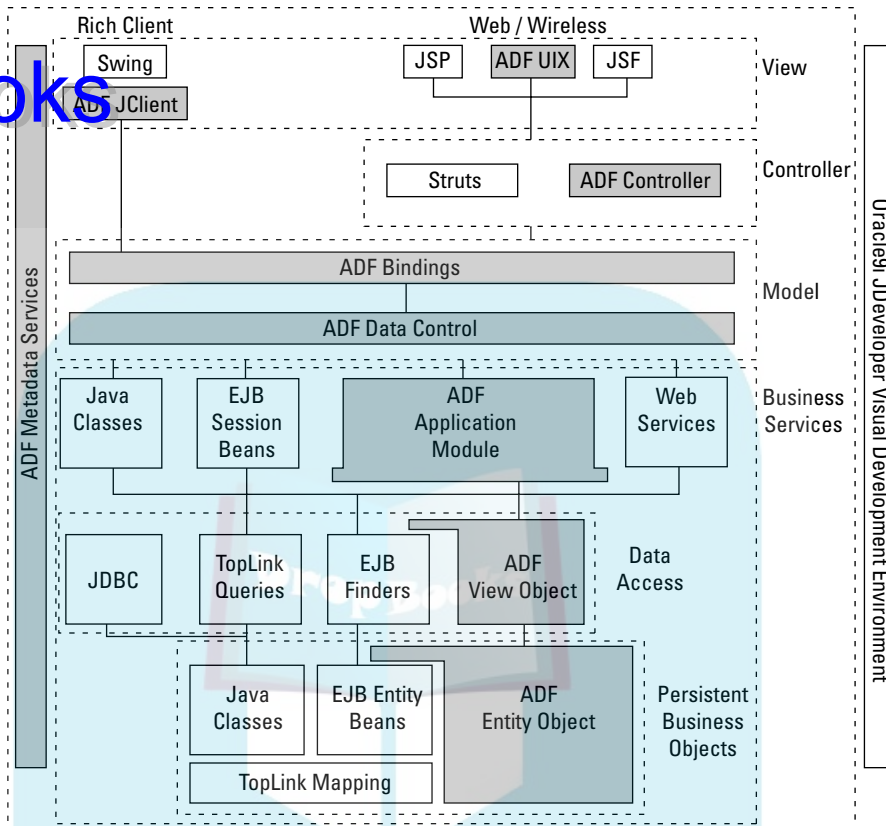 Rich Client
Web / Wireless
Swing
JSP
ADF UIX
JSF
View
oks
ADF JClient
Struts
ADF Controller
Controller
ADF Bindings
Model
ADF Data Control
ADF Metadata Services
Java
Classes
EJB
Session
Beans
ADF
Application
Module
Web
Services
Business
Services
JDBC
TopLink
Queries
EJB
Finders
ADF
View Object
Data
Access
DropBooks
Java
Classes
EJB Entity
Beans
ADF
Entity Object
Persistent
Business
Objects
TopLink Mapping
Oracle9i JDeveloper Visual Development Environment